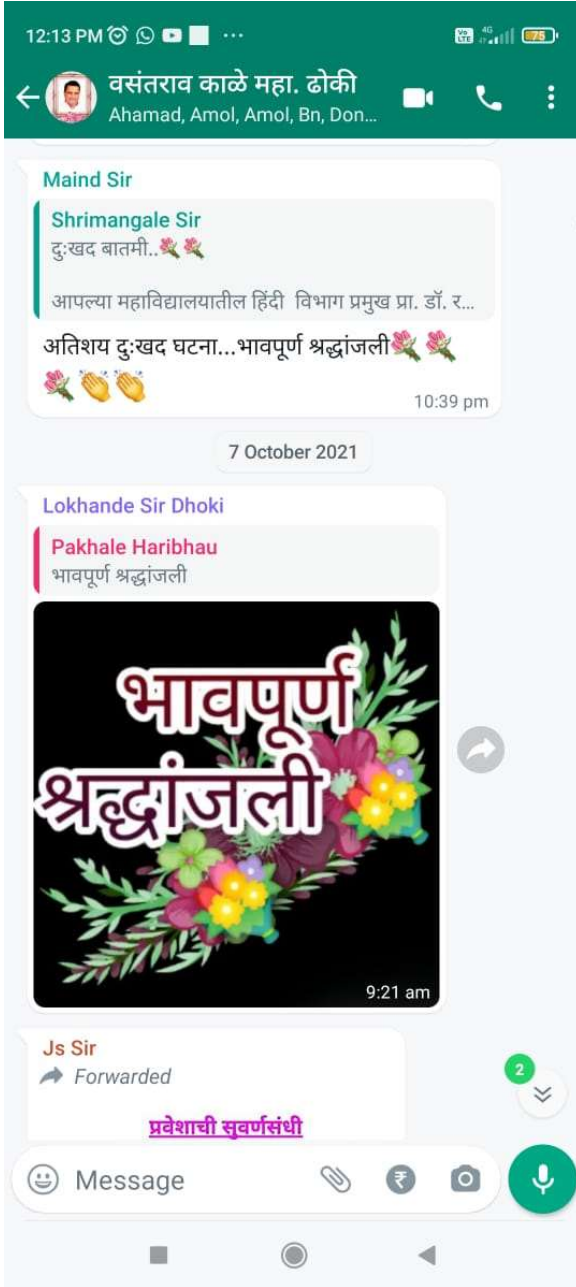 12:13 PM
Vo LTE 4G 75
वसंतराव काळे महा. ढोकी
Ahamad, Amol, Amol, Bn, Don...
Maind Sir
Shrimangale Sir
दुःखद बातमी..💐💐
आपल्या महाविद्यालयातील हिंदी विभाग प्रमुख प्रा. डॉ. र...
अतिशय दुःखद घटना...भावपूर्ण श्रद्धांजली💐💐
💐👏👏
10:39 pm
7 October 2021
Lokhande Sir Dhoki
Pakhale Haribhau
भावपूर्ण श्रद्धांजली
भावपूर्ण
श्रद्धांजली
9:21 am
Js Sir
Forwarded
2
प्रवेशाची सुवर्णसंधी
Message